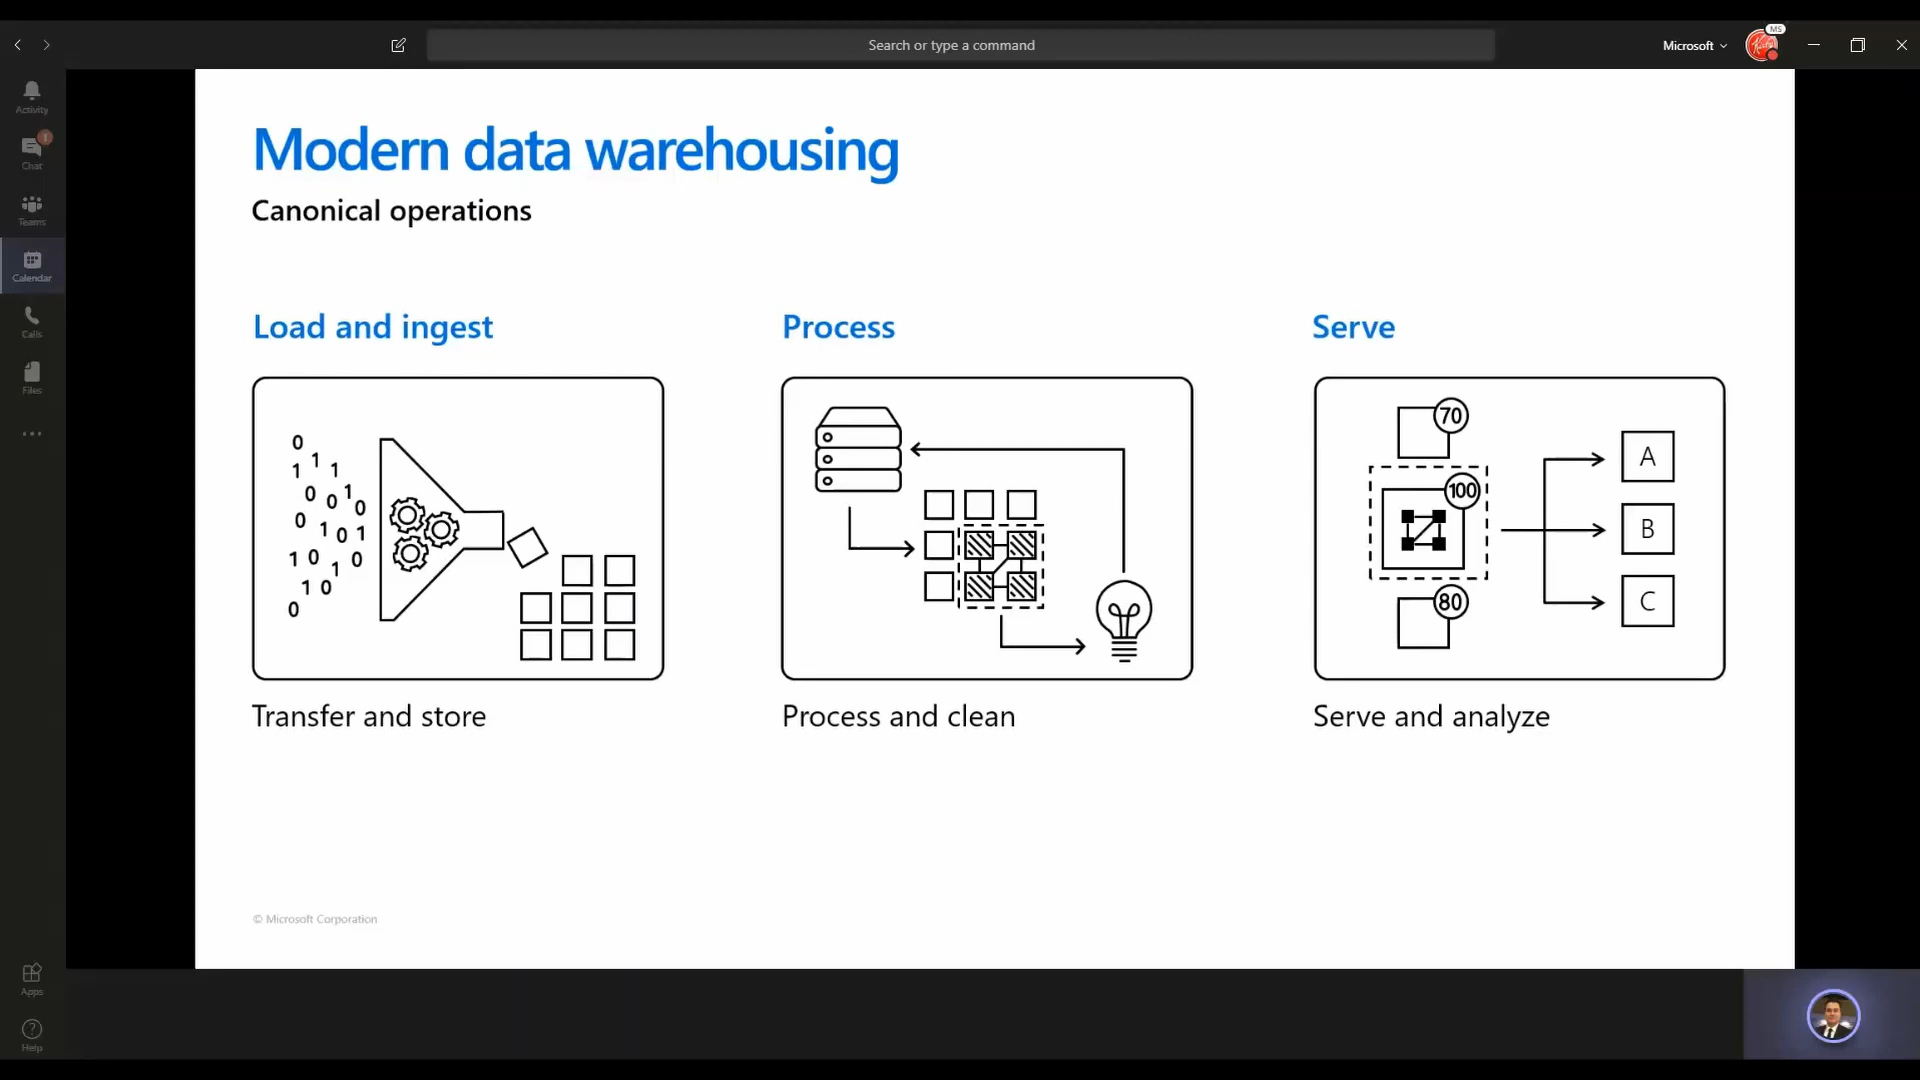 Search or type a command
Microsoft
MS
Activity
Chat
1
Teams
Calendar
Calls
Files
Apps
Help
Modern data warehousing
Canonical operations
Load and ingest
0
1 1 1
0 0 1 0
0 1 0 1
1 0 1 0
1 0
0
Transfer and store
Process
Process and clean
Serve
70
100
80
A
B
C
Serve and analyze
© Microsoft Corporation